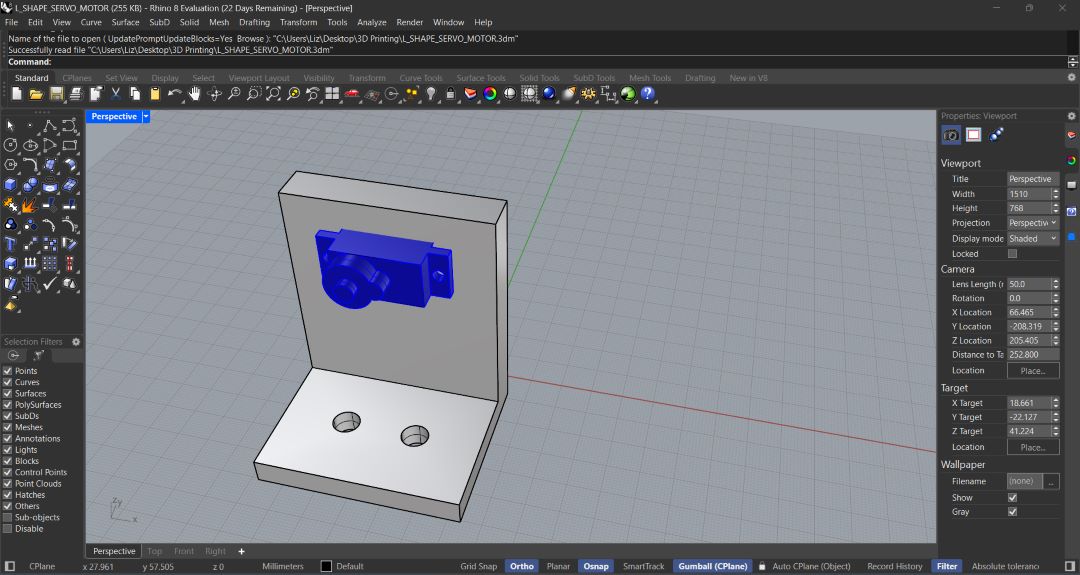 L_SHAPE_SERVO_MOTOR (255 KB) - Rhino 8 Evaluation (22 Days Remaining) - [Perspective]
File Edit View Curve Surface SubD Solid Mesh Drafting Transform Tools Analyze Render Window Help
Name of the file to open ( UpdatePromptUpdateBlocks=Yes Browse ): "C:\Users\Liz\Desktop\3D Printing\L_SHAPE_SERVO_MOTOR.3dm"
Successfully read file "C:\Users\Liz\Desktop\3D Printing\L_SHAPE_SERVO_MOTOR.3dm"
Command:
Standard CPlanes Set View Display Select Viewport Layout Visibility Transform Curve Tools Surface Tools Solid Tools SubD Tools Mesh Tools Drafting New in V8
Perspective
Selection Filters
Points
Curves
Surfaces
PolySurfaces
SubDs
Meshes
Annotations
Lights
Blocks
Control Points
Point Clouds
Hatches
Others
Sub-objects
Disable
z y
x
Properties: Viewport
Viewport
Title Perspective
Width 1510
Height 768
Projection Perspectiv
Display mode Shaded
Locked
Camera
Lens Length (r 50.0
Rotation 0.0
X Location 66.465
Y Location -208.319
Z Location 205.405
Distance to Ta 252.800
Location Place...
Target
X Target 18.661
Y Target -22.127
Z Target 41.224
Location Place...
Wallpaper
Filename (none) ...
Show
Gray
Perspective Top Front Right
CPlane x 27.961 y 57.505 z 0 Millimeters Default Grid Snap Ortho Planar Osnap SmartTrack Gumball (CPlane) Auto CPlane (Object) Record History Filter Absolute toleranc